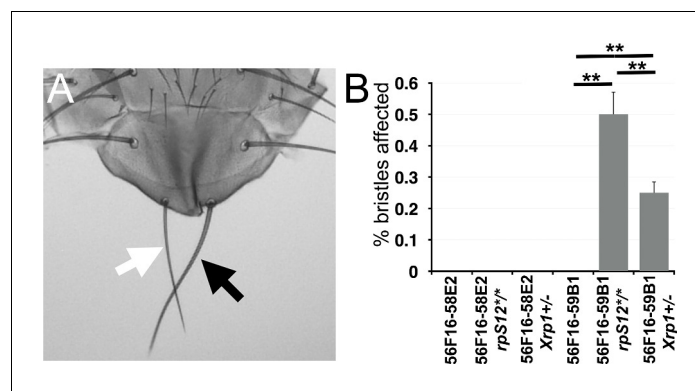 A
B
**
**
**
% bristles affected
0.6
0.5
0.4
0.3
0.2
0.1
0
56F16-58E2
56F16-58E2
rpS12*/*
56F16-58E2
Xrp1+/-
56F16-59B1
56F16-59B1
rpS12*/*
56F16-59B1
Xrp1+/-